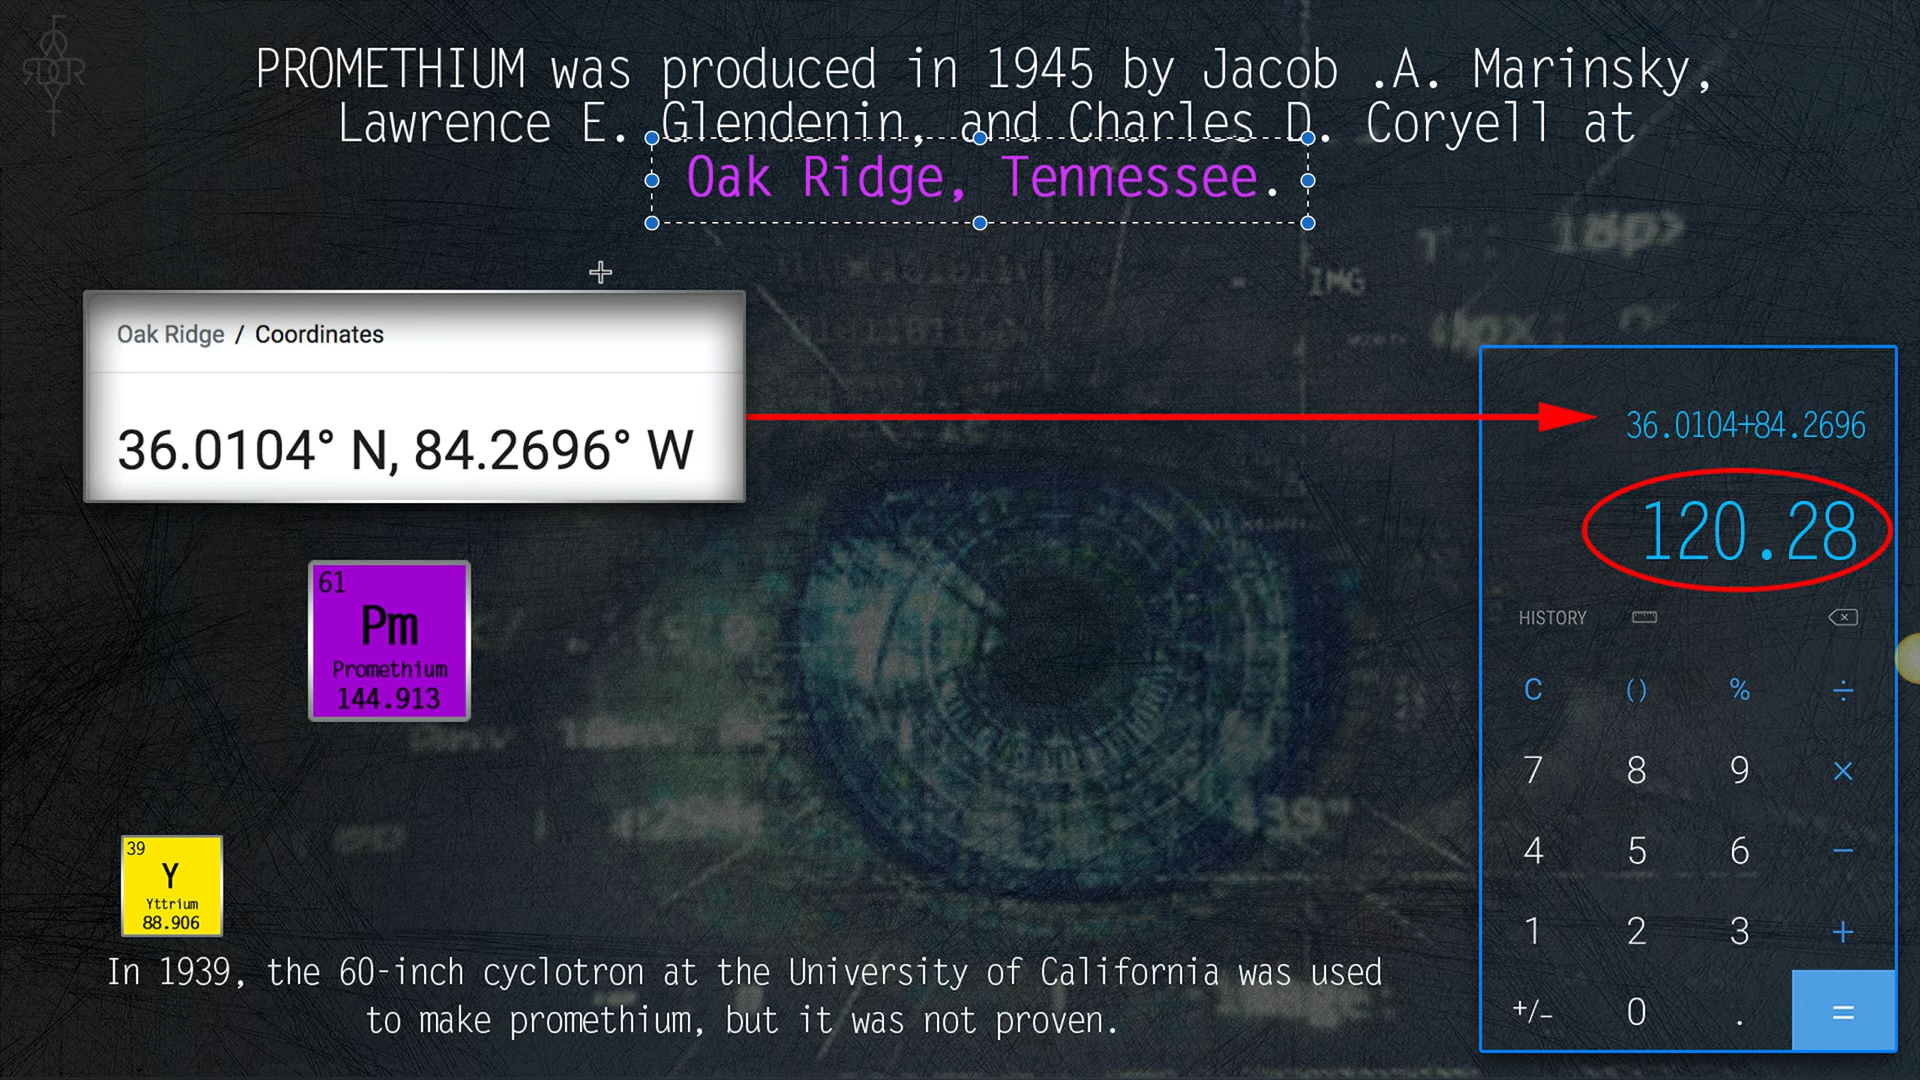 PROMETHIUM was produced in 1945 by Jacob .A. Marinsky,
Lawrence E. Glendenin, and Charles D. Coryell at
Oak Ridge, Tennessee.
IMG
Oak Ridge / Coordinates
36.0104° N, 84.2696° W
36.0104+84.2696
120.28
HISTORY
C () % ÷
7 8 9 ×
4 5 6 −
1 2 3 +
+/− 0 . =
61
Pm
Promethium
144.913
39
Y
Yttrium
88.906
In 1939, the 60-inch cyclotron at the University of California was used
to make promethium, but it was not proven.